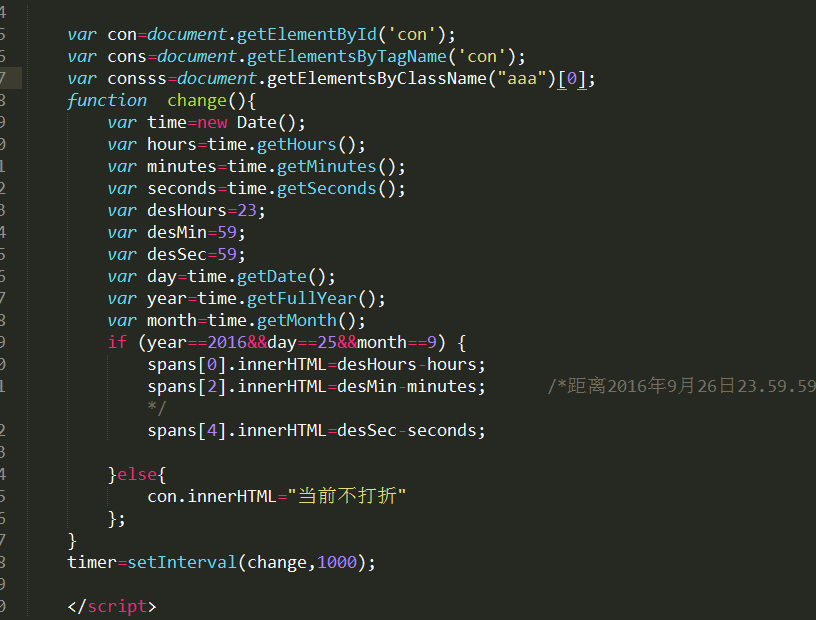 4
5 var con=document.getElementById('con');
6 var cons=document.getElementsByTagName('con');
7 var consss=document.getElementsByClassName("aaa")[0];
8 function  change(){
9 var time=new Date();
0 var hours=time.getHours();
1 var minutes=time.getMinutes();
2 var seconds=time.getSeconds();
3 var desHours=23;
4 var desMin=59;
5 var desSec=59;
6 var day=time.getDate();
7 var year=time.getFullYear();
8 var month=time.getMonth();
9 if (year==2016&&day==25&&month==9) {
0 spans[0].innerHTML=desHours-hours;
1 spans[2].innerHTML=desMin-minutes;      /*距离2016年9月26日23.59.59
*/
2 spans[4].innerHTML=desSec-seconds;
3
4 }else{
5 con.innerHTML="当前不打折"
6 };
7 }
8 timer=setInterval(change,1000);
9
0 </script>